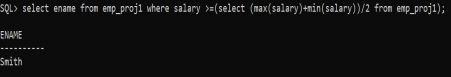 SQL> select ename from emp_proj1 where salary >=(select (max(salary)+min(salary))/2 from emp_proj1);
ENAME
----------
Smith